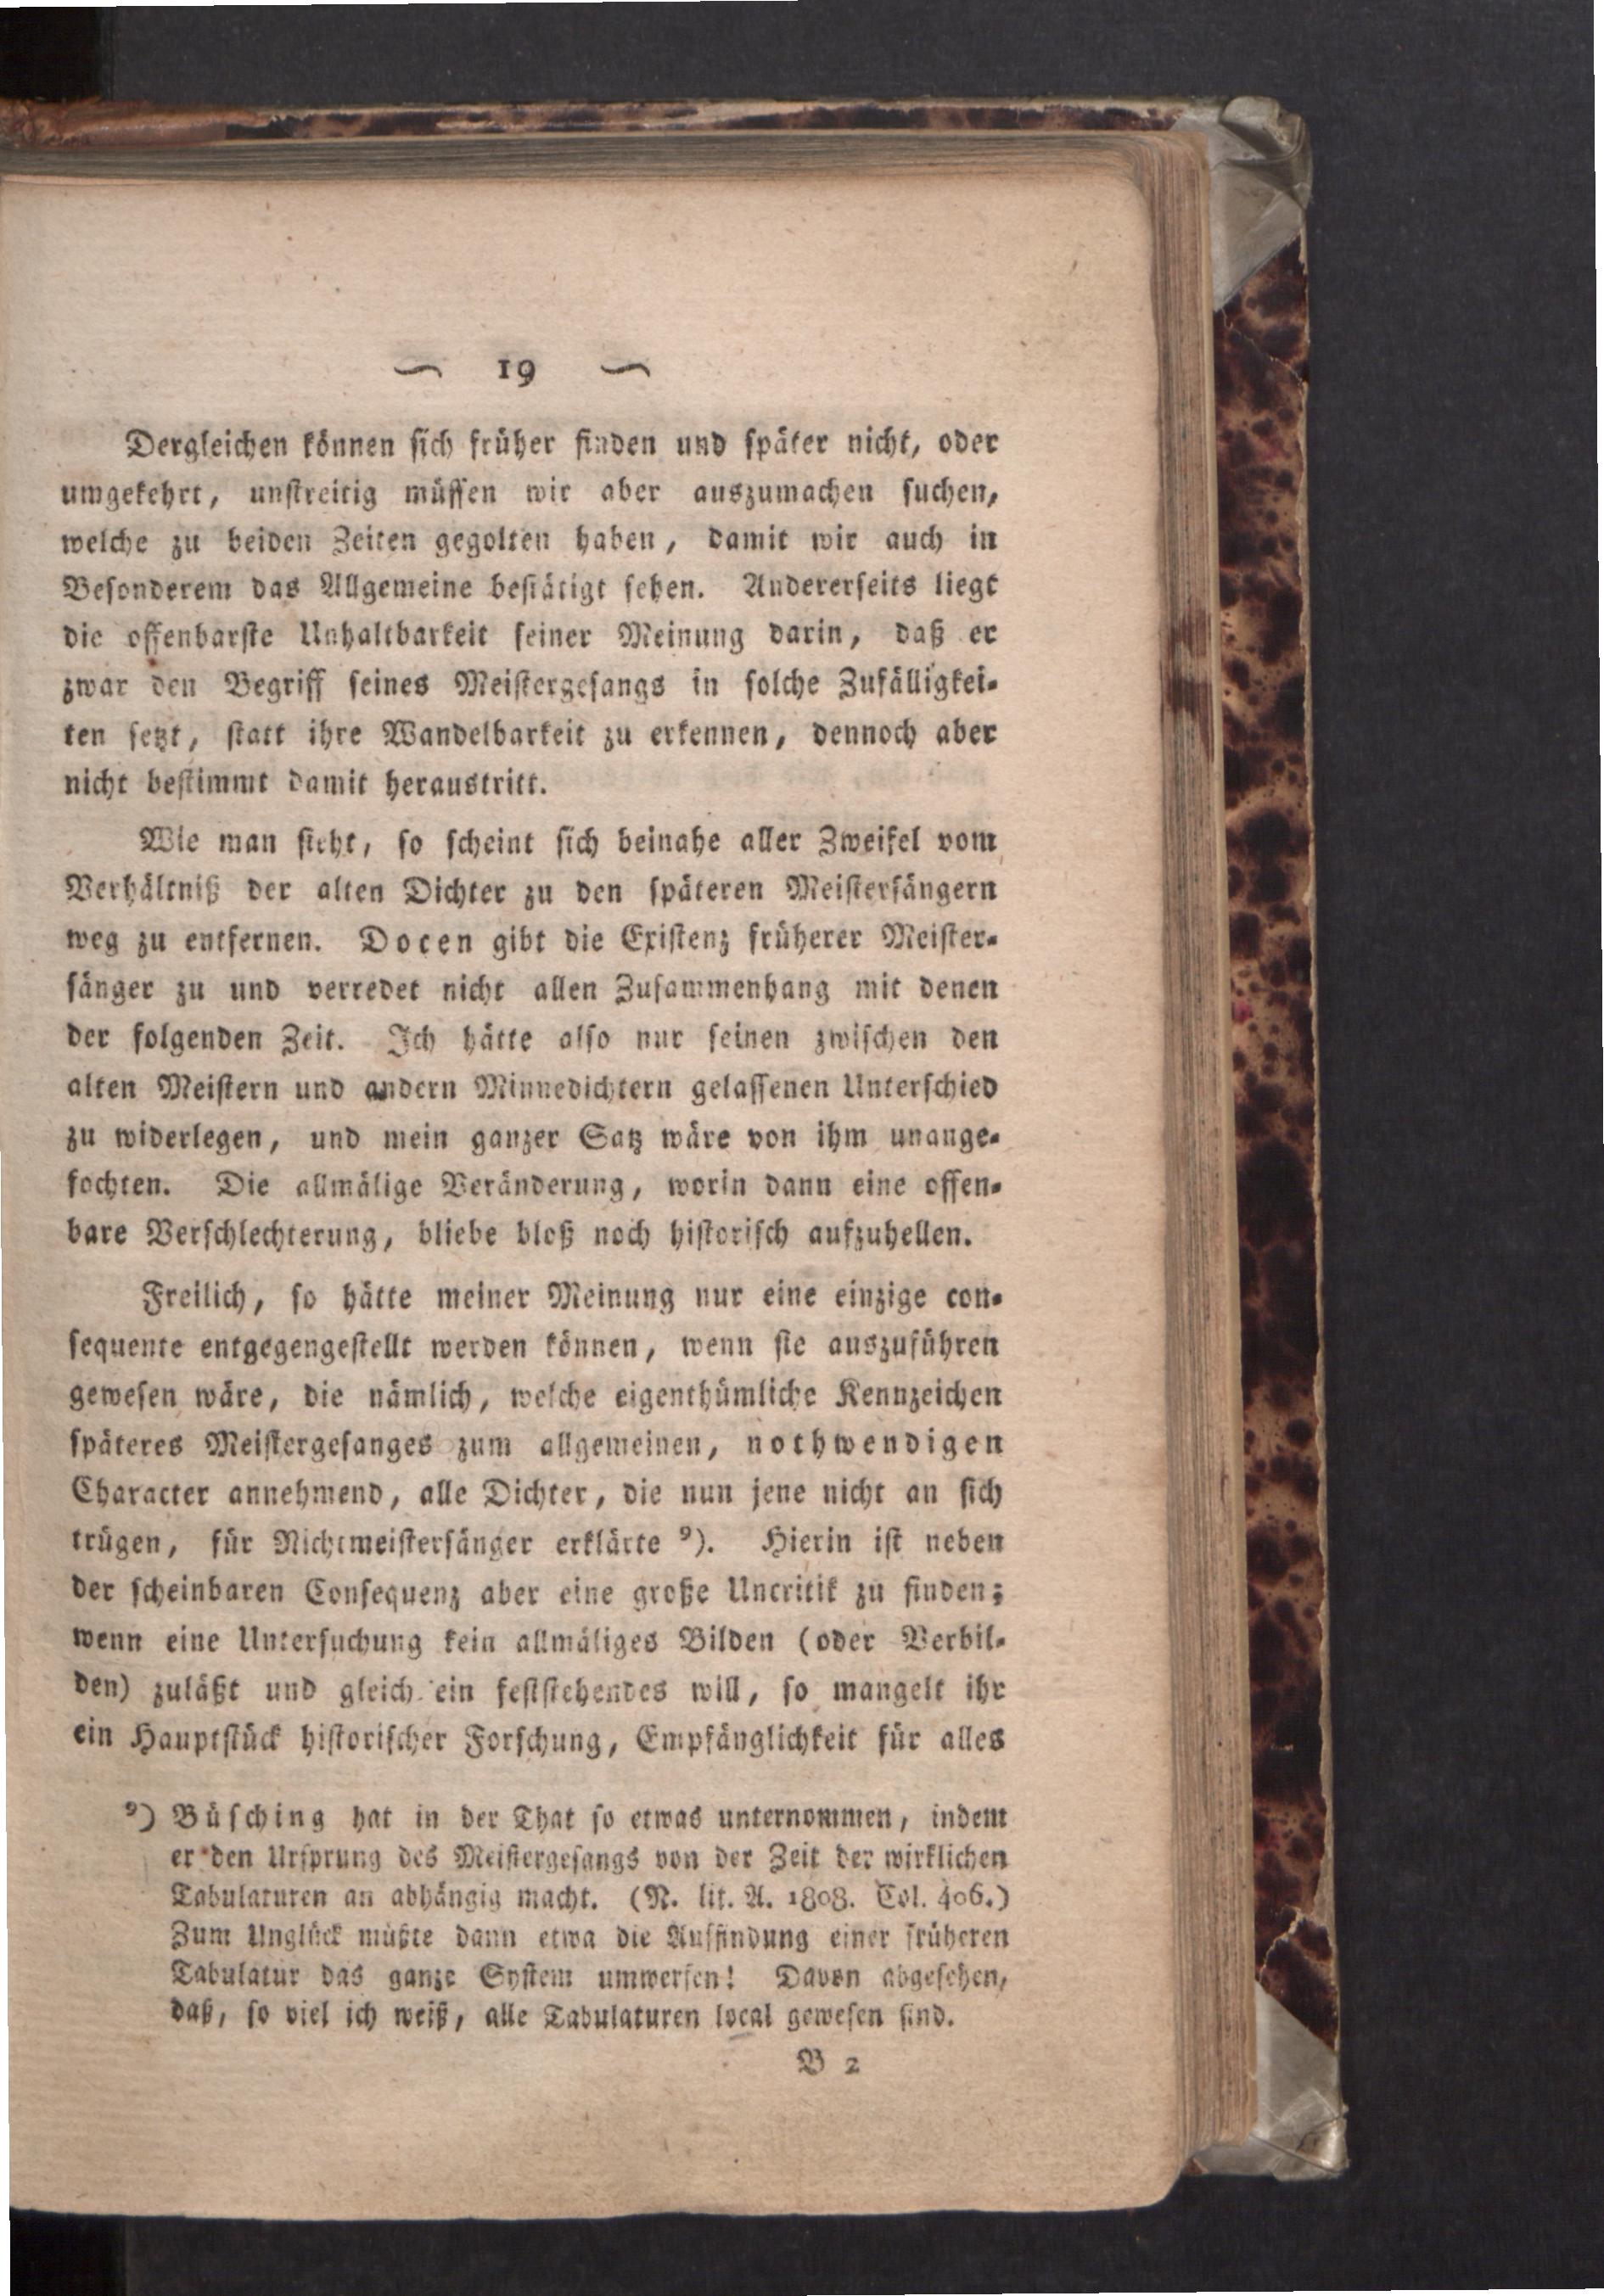 — 19 —
Dergleichen können sich früher finden und später nicht, oder
umgekehrt, unstreitig müssen wir aber auszumachen suchen,
welche zu beiden Zeiten gegolten haben, damit wir auch in
Besonderem das Allgemeine bestätigt sehen. Andererseits liegt
die offenbarste Unhaltbarkeit seiner Meinung darin, daß er
zwar den Begriff seines Meistergesangs in solche Zufälligkei-
ten setzt, statt ihre Wandelbarkeit zu erkennen, dennoch aber
nicht bestimmt damit heraustritt.
Wie man sieht, so scheint sich beinahe aller Zweifel vom
Verhältniß der alten Dichter zu den späteren Meistersängern
weg zu entfernen. Docen gibt die Existenz früherer Meister-
sänger zu und verredet nicht allen Zusammenhang mit denen
der folgenden Zeit. Ich hätte also nur seinen zwischen den
alten Meistern und andern Minnedichtern gelassenen Unterschied
zu widerlegen, und mein ganzer Satz wäre von ihm unange-
fochten. Die allmälige Veränderung, worin dann eine offen-
bare Verschlechterung, bliebe bloß noch historisch aufzuhellen.
Freilich, so hätte meiner Meinung nur eine einzige con-
sequente entgegengestellt werden können, wenn sie auszuführen
gewesen wäre, die nämlich, welche eigenthümliche Kennzeichen
späteres Meistergesanges zum allgemeinen, nothwendigen
Character annehmend, alle Dichter, die nun jene nicht an sich
trügen, für Nichtmeistersänger erklärte 9). Hierin ist neben
der scheinbaren Consequenz aber eine große Uncritik zu finden;
wenn eine Untersuchung kein allmäliges Bilden (oder Verbil-
den) zuläßt und gleich ein feststehendes will, so mangelt ihr
ein Hauptstück historischer Forschung, Empfänglichkeit für alles
9) Büsching hat in der That so etwas unternommen, indem
er den Ursprung des Meistergesangs von der Zeit der wirklichen
Tabulaturen an abhängig macht. (N. lit. A. 1808. Col. 406.)
Zum Unglück müßte dann etwa die Auffindung einer früheren
Tabulatur das ganze System umwerfen! Davon abgesehen,
daß, so viel ich weiß, alle Tabulaturen local gewesen sind.
B 2